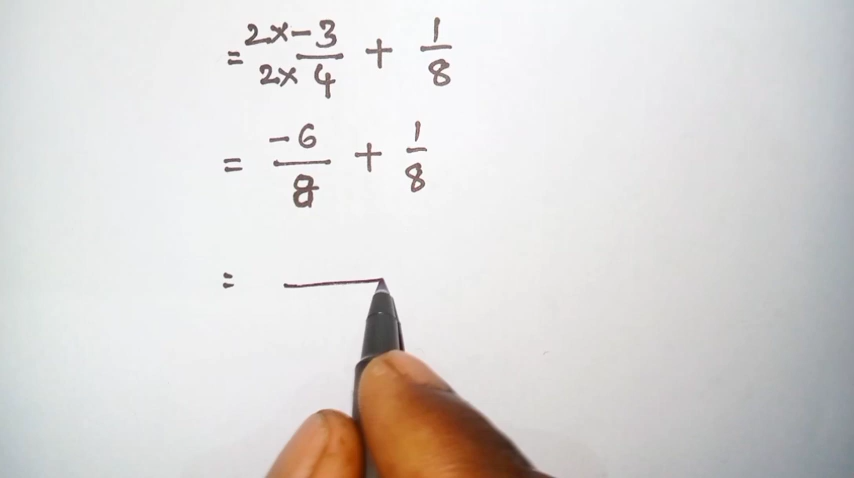 = 2×-3/2×4 + 1/8
= -6/8 + 1/8
=